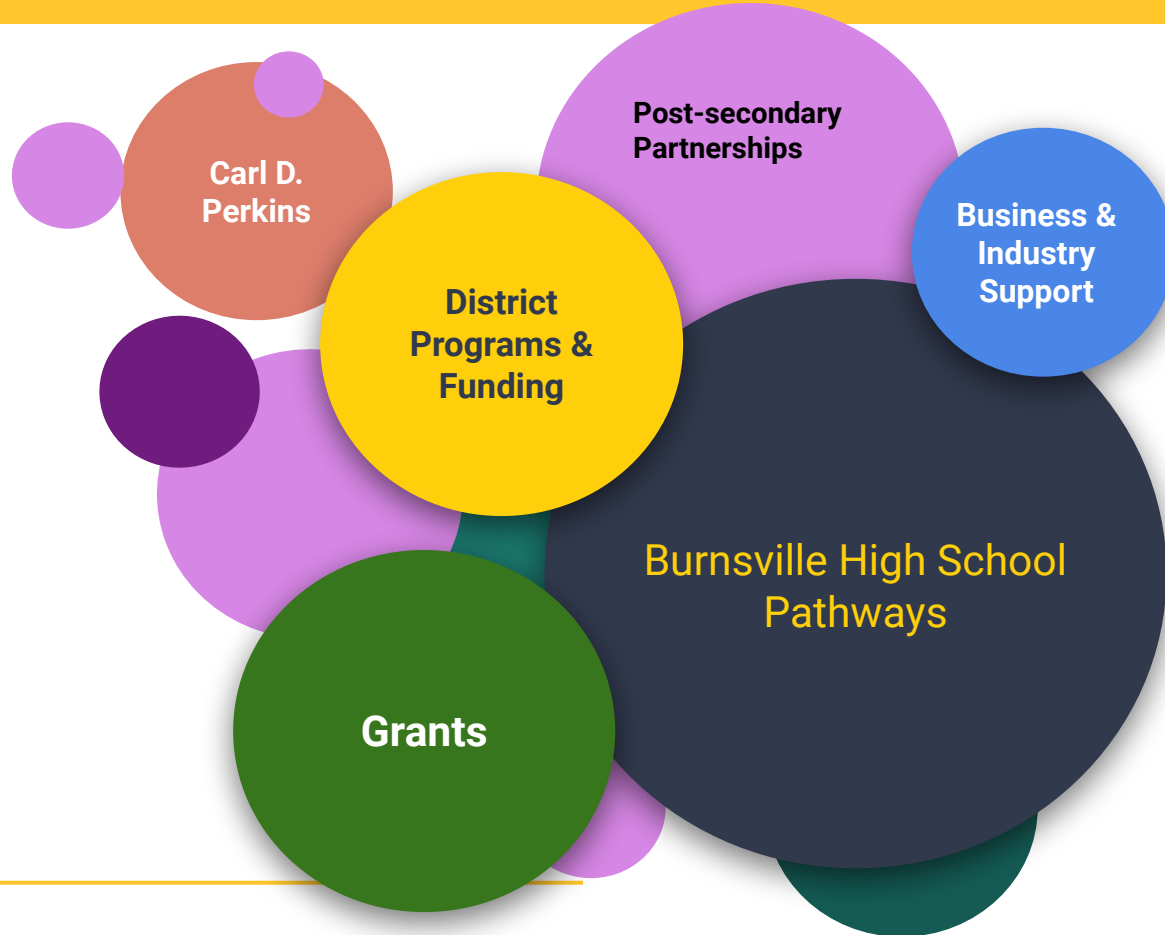 Post-secondary
Partnerships
Carl D.
Perkins
Business &
Industry
Support
District
Programs &
Funding
Burnsville High School
Pathways
Grants